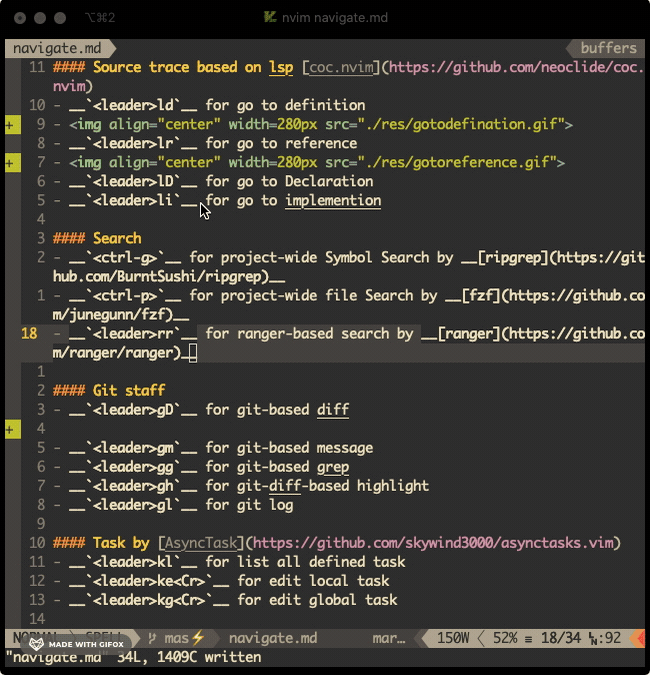 ⌥⌘2 nvim navigate.md
navigate.md buffers
11 #### Source trace based on lsp [coc.nvim](https://github.com/neoclide/coc.
nvim)
10 - __`<leader>ld`__ for go to definition
+ 9 - <img align="center" width=280px src="./res/gotodefination.gif">
8 - __`<leader>lr`__ for go to reference
+ 7 - <img align="center" width=280px src="./res/gotoreference.gif">
6 - __`<leader>lD`__ for go to Declaration
5 - __`<leader>li`__ for go to implemention
4
3 #### Search
2 - __`<ctrl-g>`__ for project-wide Symbol Search by __[ripgrep](https://git
hub.com/BurntSushi/ripgrep)__
1 - __`<ctrl-p>`__ for project-wide file Search by __[fzf](https://github.co
m/junegunn/fzf)__
18 - __`<leader>rr`__ for ranger-based search by __[ranger](https://github.co
m/ranger/ranger)__
1
2 #### Git staff
3 - __`<leader>gD`__ for git-based diff
+ 4
5 - __`<leader>gm`__ for git-based message
6 - __`<leader>gg`__ for git-based grep
7 - __`<leader>gh`__ for git-diff-based highlight
8 - __`<leader>gl`__ for git log
9
10 #### Task by [AsyncTask](https://github.com/skywind3000/asynctasks.vim)
11 - __`<leader>kl`__ for list all defined task
12 - __`<leader>ke<Cr>`__ for edit local task
13 - __`<leader>kg<Cr>`__ for edit global task
14
NORMAL SPELL mas⚡ navigate.md mar… 150W 52% ≡ 18/34 ㏑:92
MADE WITH GIFOX
"navigate.md" 34L, 1409C written